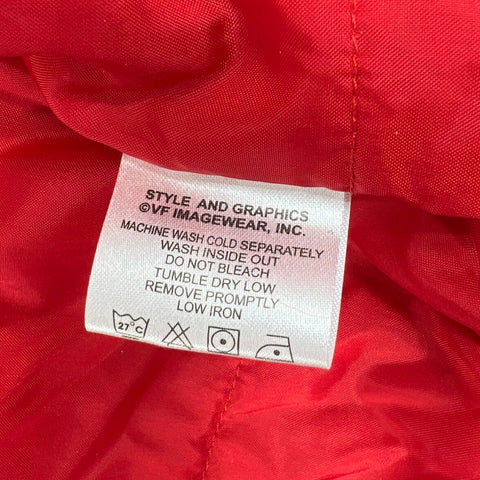 STYLE AND GRAPHICS
©VF IMAGEWEAR, INC.
MACHINE WASH COLD SEPARATELY
WASH INSIDE OUT
DO NOT BLEACH
TUMBLE DRY LOW
REMOVE PROMPTLY
LOW IRON
27°C